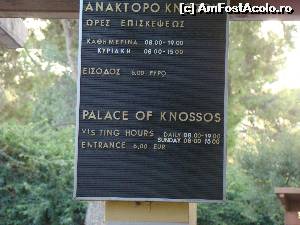 (c) AmFostAcolo.ro
ΑΝΑΚΤΟΡΟ ΚΝ
ΩΡΕΣ ΕΠΙΣΚΕΨΕΩΣ
ΚΑΘΗΜΕΡΙΝΑ 08.00-19.00
ΚΥΡΙΑΚΗ 08.00-15.00
ΕΙΣΟΔΟΣ 6,00 ΕΥΡΩ
PALACE OF KNOSSOS
VIS TING HOURS DAILY 08.00-19.00
SUNDAY 08.00-15.00
ENTRANCE 6,00 EUR